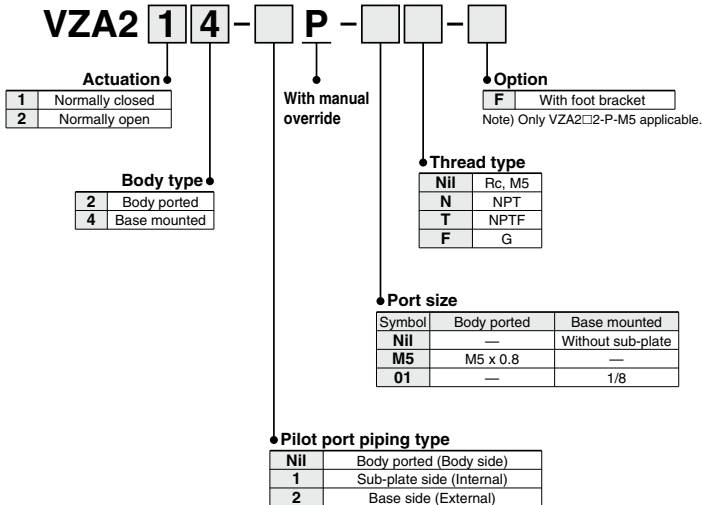 VZA2 1 4 – □ P – □ □ – □
Actuation
1 Normally closed
2 Normally open
With manual
override
Option
F With foot bracket
Note) Only VZA2□2-P-M5 applicable.
Body type
2 Body ported
4 Base mounted
Thread type
Nil Rc, M5
N NPT
T NPTF
F G
Port size
Symbol Body ported Base mounted
Nil — Without sub-plate
M5 M5 x 0.8 —
01 — 1/8
Pilot port piping type
Nil Body ported (Body side)
1 Sub-plate side (Internal)
2 Base side (External)